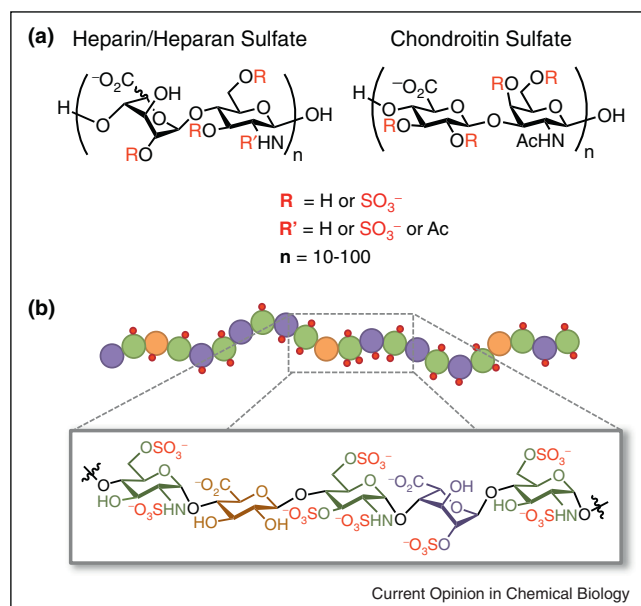 (a)
Heparin/Heparan Sulfate
Chondroitin Sulfate
⁻O₂C
OH
OR
H
O
O
O
OH
RO
R'
HN
OR
n
⁻O₂C
RO
OR
H
O
O
O
OH
RO
OR
AcHN
n
R = H or SO₃⁻
R' = H or SO₃⁻ or Ac
n = 10-100
(b)
OSO₃⁻
O
O
HO
⁻O₃SHN
⁻O₂C
O
O
HO
OH
OSO₃⁻
O
O
⁻O₃SO
⁻O₃SHN
⁻O₂C
OH
O
O
⁻O₃SO
OSO₃⁻
O
O
HO
⁻O₃SHN
O
Current Opinion in Chemical Biology